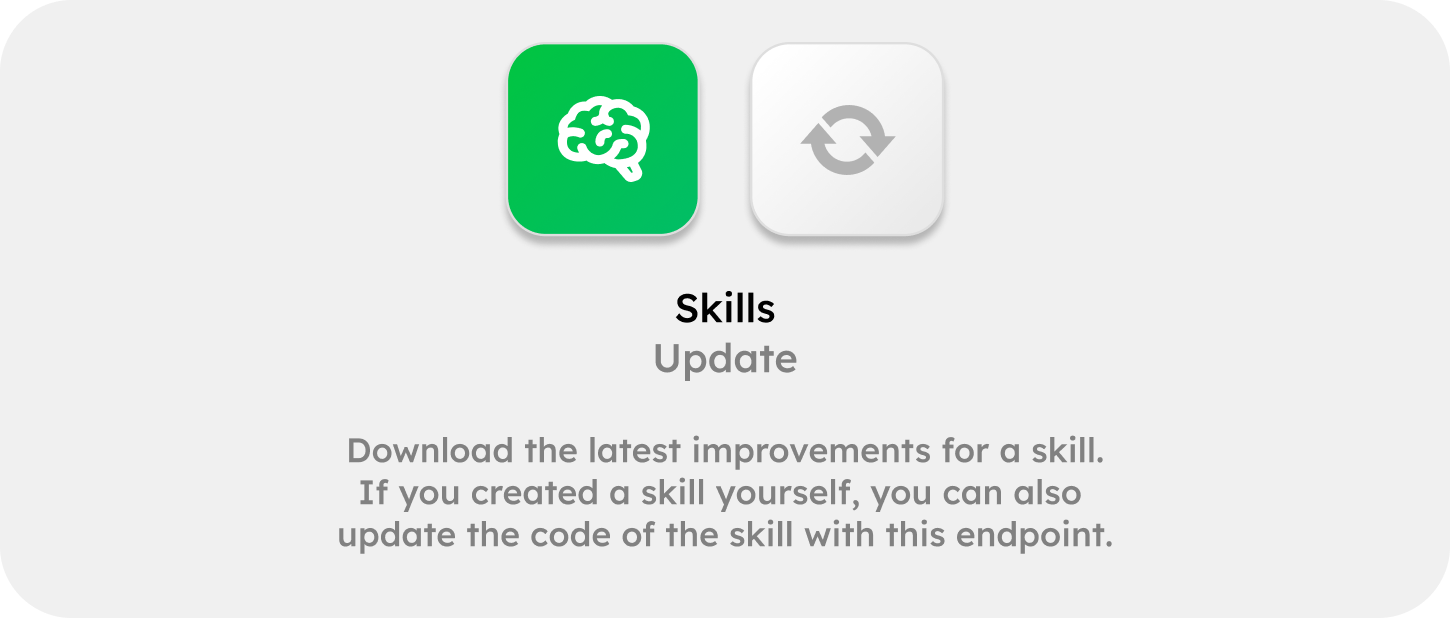 Skills
Update
Download the latest improvements for a skill.
If you created a skill yourself, you can also
update the code of the skill with this endpoint.